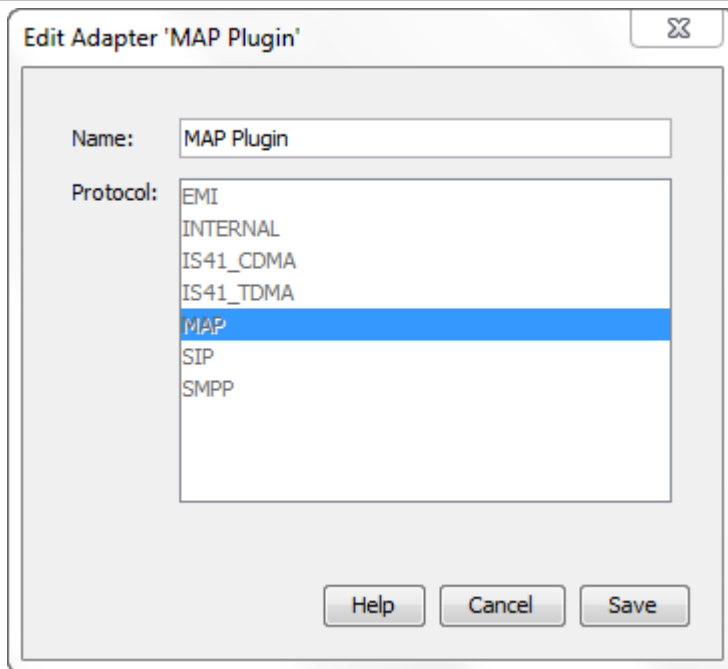 Edit Adapter 'MAP Plugin'
Name: MAP Plugin
Protocol: EMI
INTERNAL
IS41_CDMA
IS41_TDMA
MAP
SIP
SMPP
Help Cancel Save